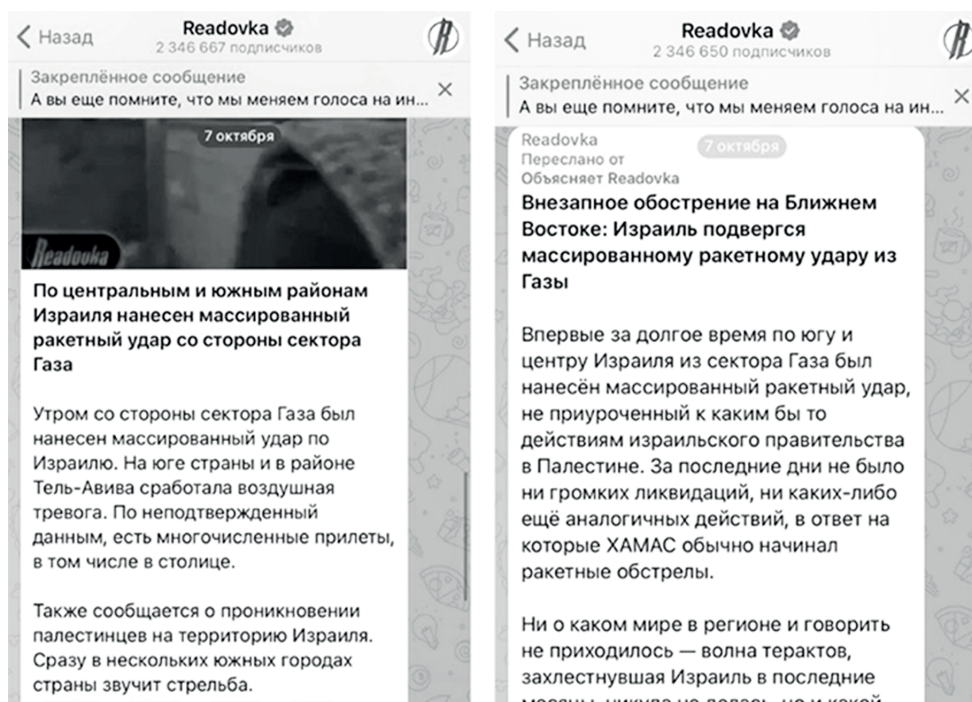 Назад
Readovka
2 346 667 подписчиков
Закреплённое сообщение
А вы еще помните, что мы меняем голоса на ин...
7 октября
Readovka
По центральным и южным районам
Израиля нанесен массированный
ракетный удар со стороны сектора
Газа
Утром со стороны сектора Газа был
нанесен массированный удар по
Израилю. На юге страны и в районе
Тель-Авива сработала воздушная
тревога. По неподтвержденный
данным, есть многочисленные прилеты,
в том числе в столице.
Также сообщается о проникновении
палестинцев на территорию Израиля.
Сразу в нескольких южных городах
страны звучит стрельба.
Назад
Readovka
2 346 650 подписчиков
Закреплённое сообщение
А вы еще помните, что мы меняем голоса на ин...
7 октября
Readovka
Переслано от
Объясняет Readovka
Внезапное обострение на Ближнем
Востоке: Израиль подвергся
массированному ракетному удару из
Газы
Впервые за долгое время по югу и
центру Израиля из сектора Газа был
нанесён массированный ракетный удар,
не приуроченный к каким бы то
действиям израильского правительства
в Палестине. За последние дни не было
ни громких ликвидаций, ни каких-либо
ещё аналогичных действий, в ответ на
которые ХАМАС обычно начинал
ракетные обстрелы.
Ни о каком мире в регионе и говорить
не приходилось — волна терактов,
захлестнувшая Израиль в последние